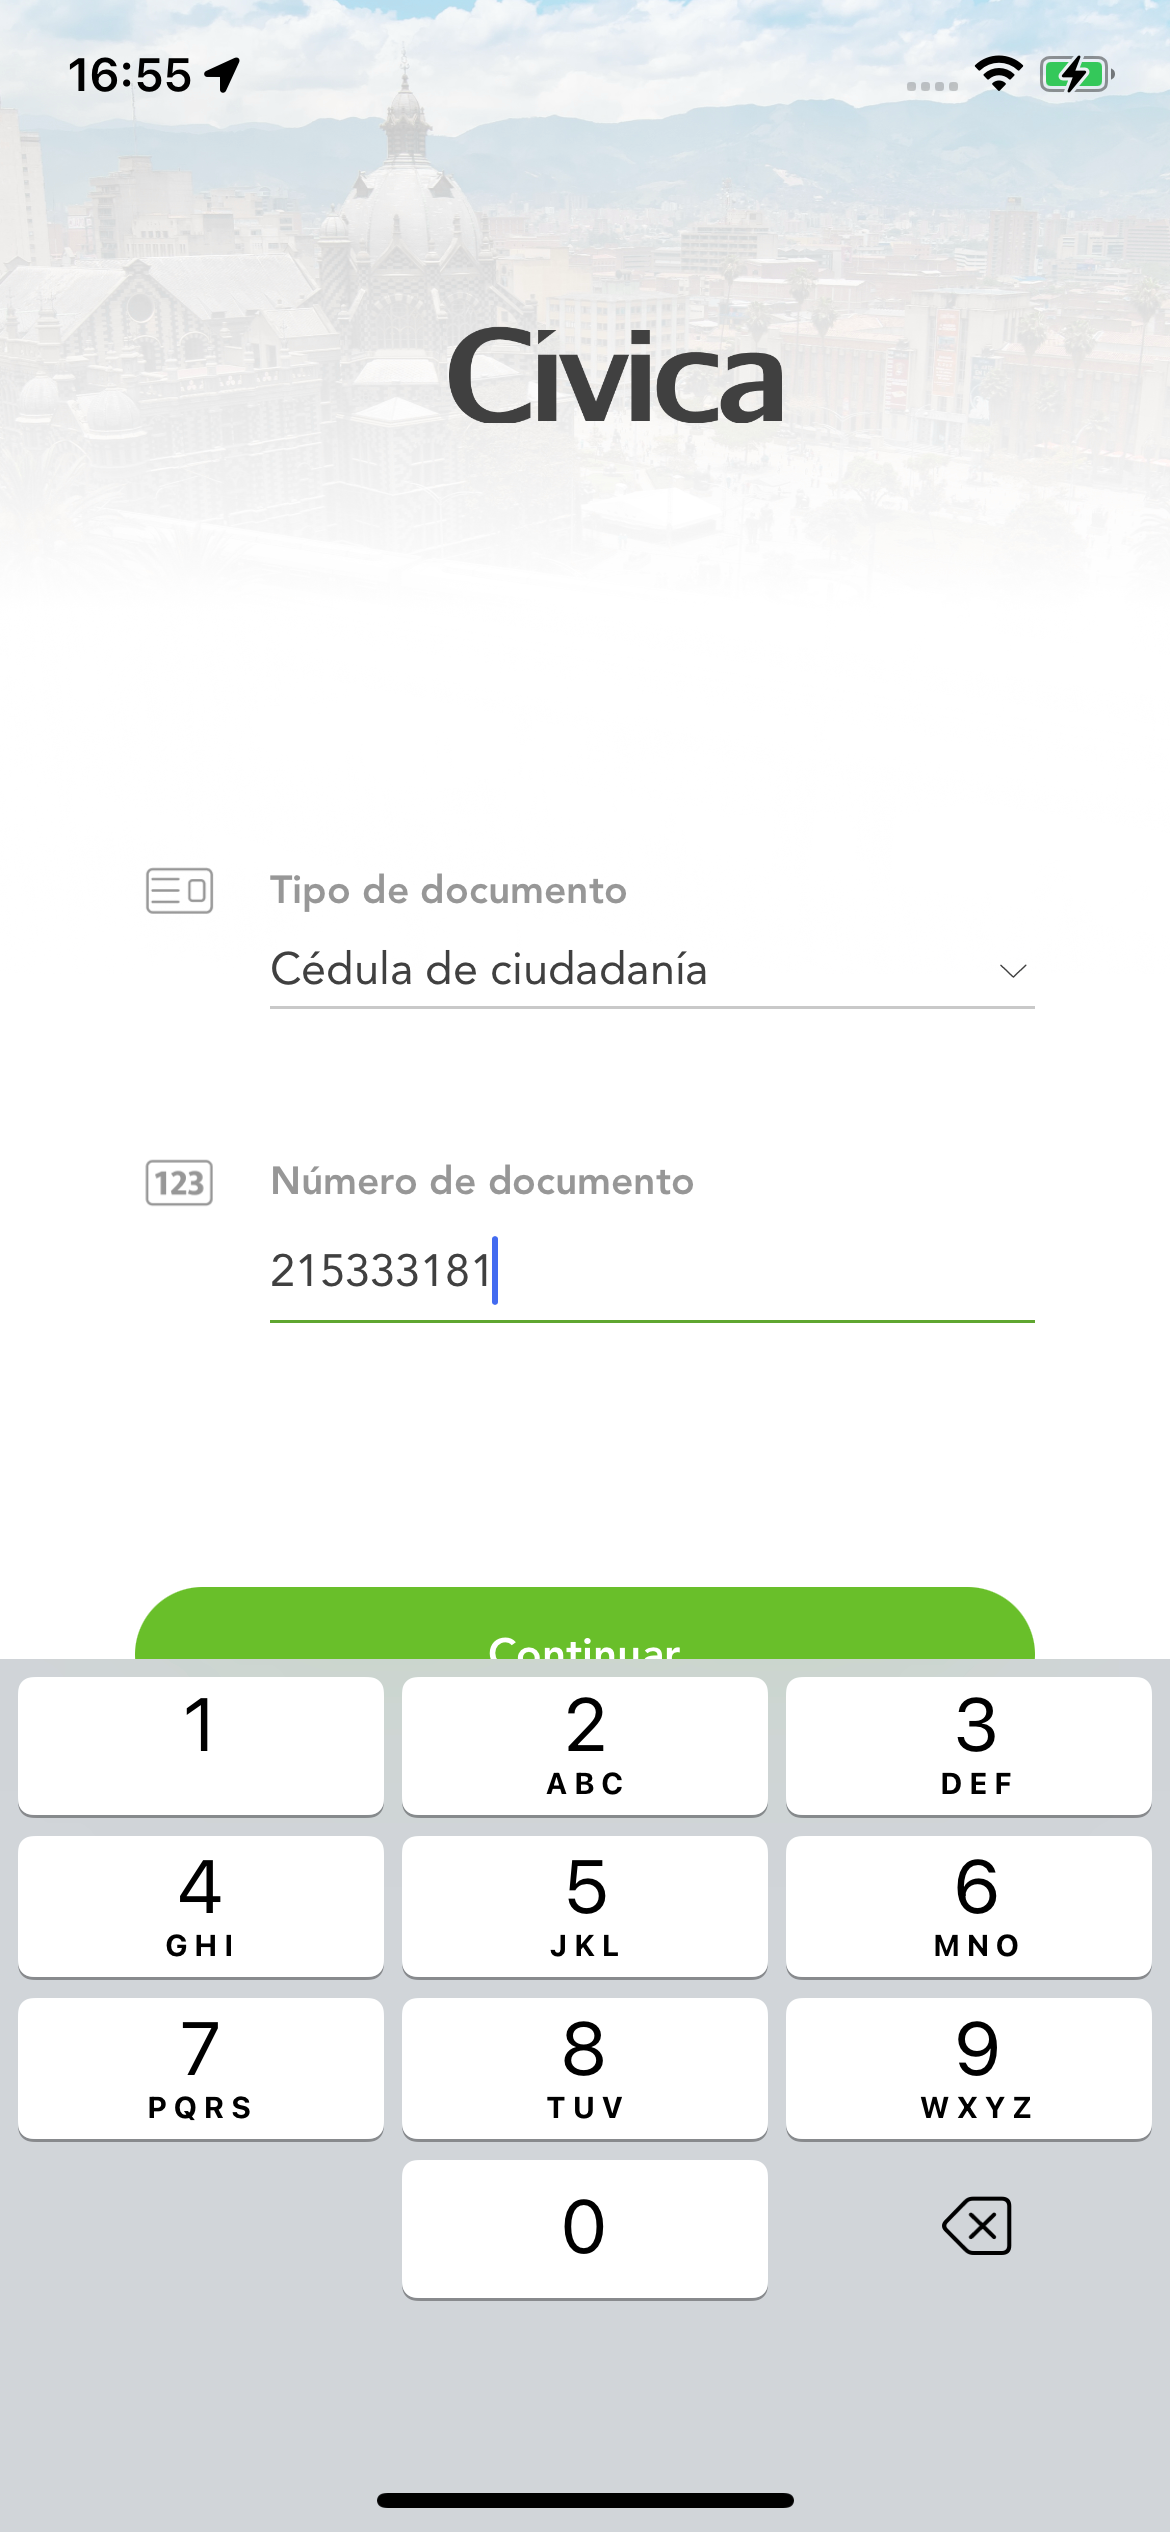 16:55
Cívica
Tipo de documento
Cédula de ciudadanía
123
Número de documento
215333181
Continuar
1
2
3
ABC
DEF
4
5
6
GHI
JKL
MNO
7
8
9
PQRS
TUV
WXYZ
0